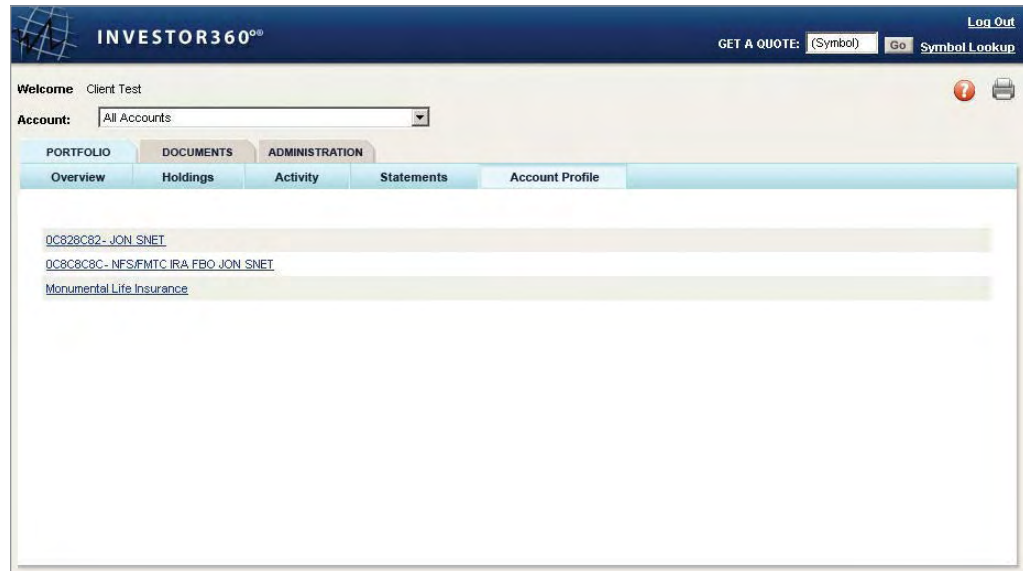 Log Out
INVESTOR360°®
GET A QUOTE: (Symbol) Go Symbol Lookup
Welcome Client Test
?
Account: All Accounts
PORTFOLIO DOCUMENTS ADMINISTRATION
Overview Holdings Activity Statements Account Profile
0C828C82- JON SNET
0C8C8C8C- NFS/FMTC IRA FBO JON SNET
Monumental Life Insurance